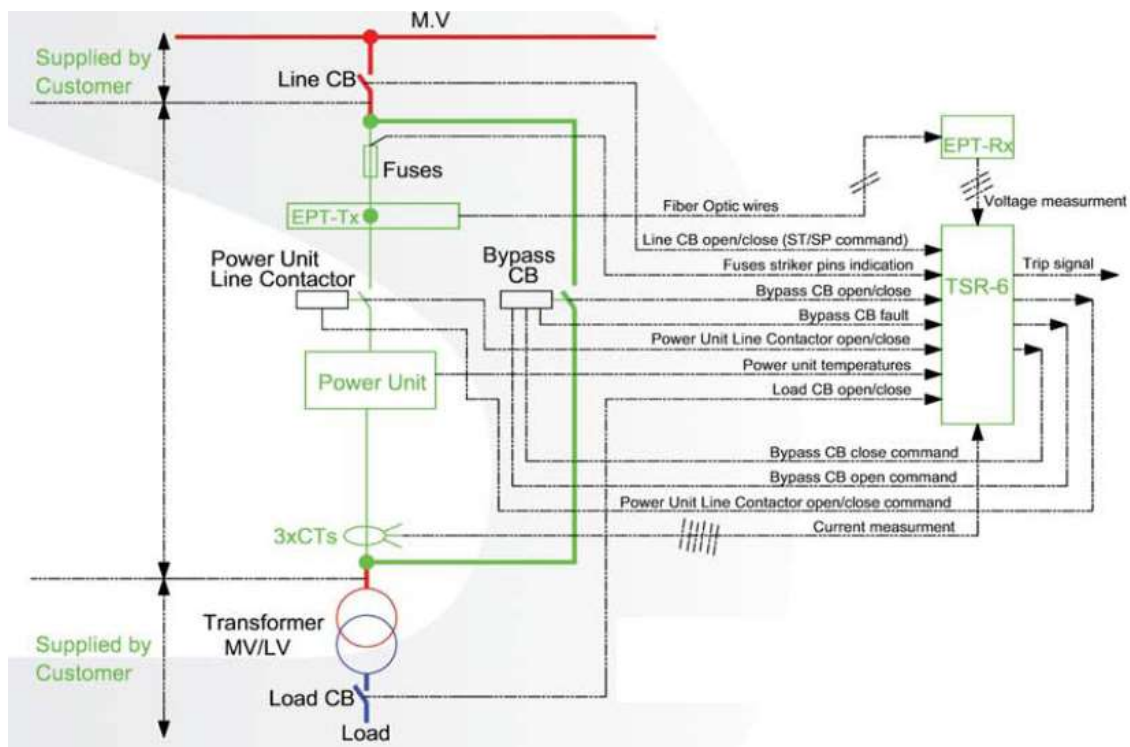 M.V
Supplied by
Customer
Line CB
EPT-Rx
Fuses
Fiber Optic wires
Voltage measurment
EPT-Tx
Line CB open/close (ST/SP command)
Power Unit
Line Contactor
Bypass
CB
Fuses striker pins indication
Trip signal
TSR-6
Bypass CB open/close
Bypass CB fault
Power Unit Line Contactor open/close
Power Unit
Power unit temperatures
Load CB open/close
Bypass CB close command
Bypass CB open command
Power Unit Line Contactor open/close command
3xCTs
Current measurment
Transformer
MV/LV
Supplied by
Customer
Load CB
Load